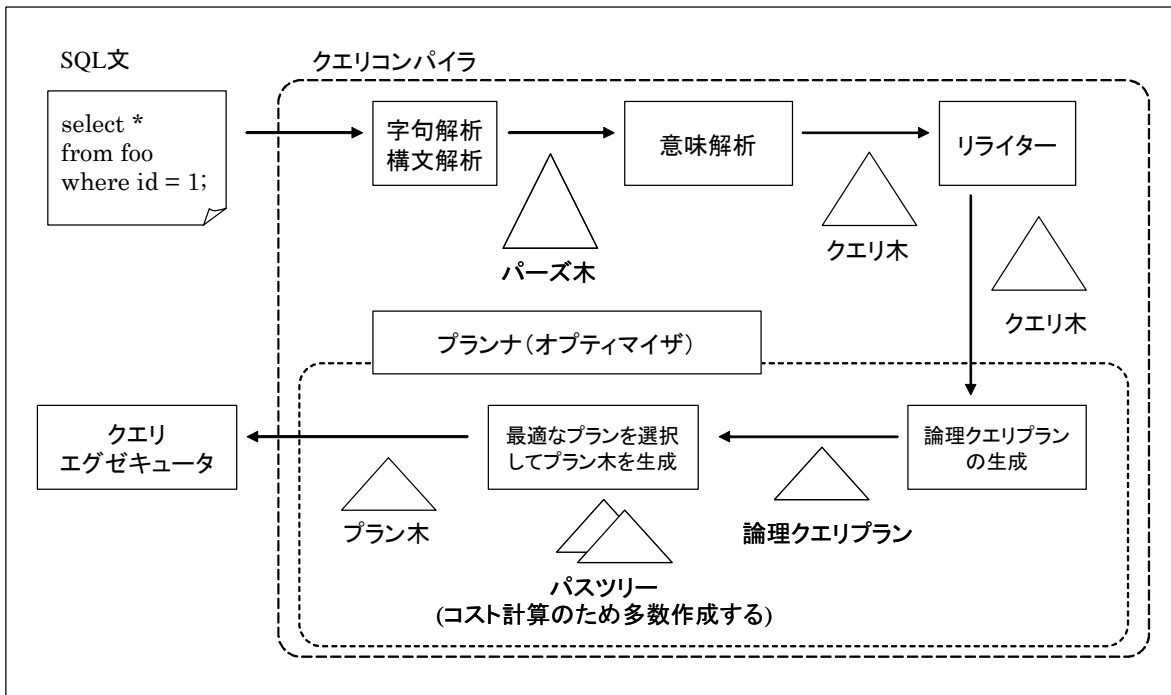 SQL文
select *
from foo
where id = 1;
クエリコンパイラ
字句解析
構文解析
パーズ木
意味解析
クエリ木
リライター
クエリ木
プランナ(オプティマイザ)
論理クエリプラン
の生成
論理クエリプラン
最適なプランを選択
してプラン木を生成
パスツリー
(コスト計算のため多数作成する)
プラン木
クエリ
エグゼキュータ